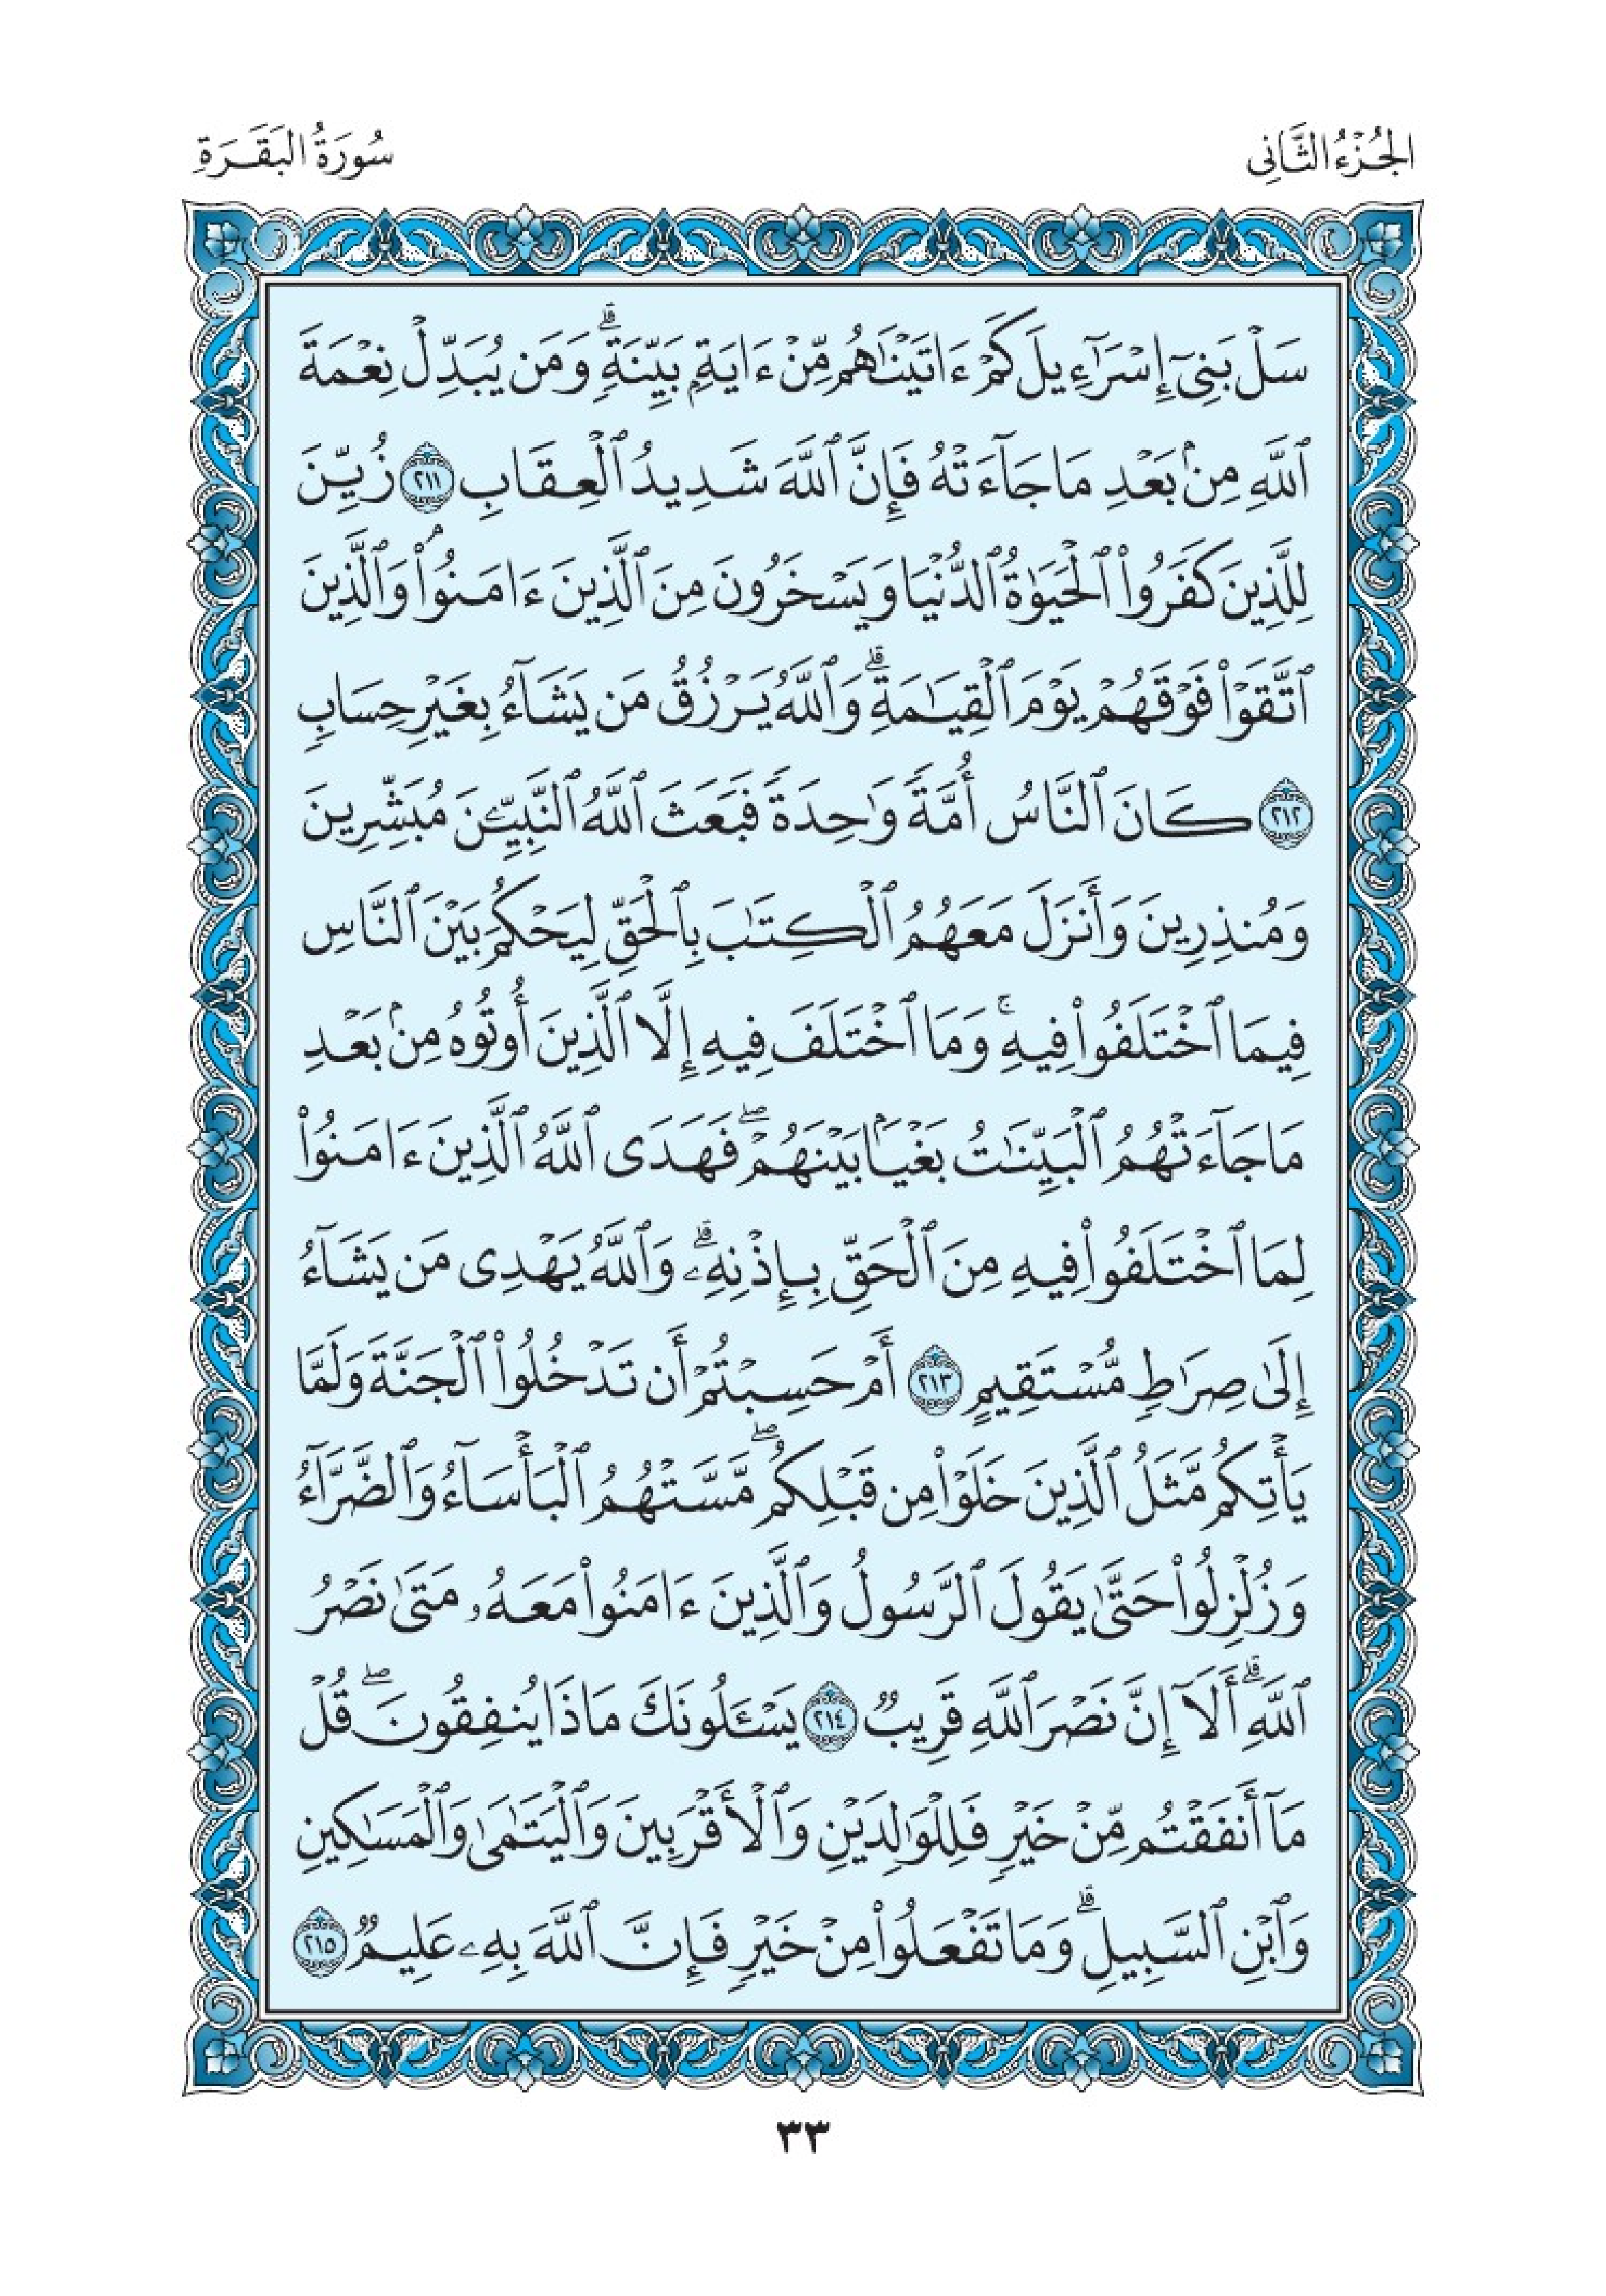 الجُزْءُ الثَّانِى
سُورَةُ البَقَرَةِ
سَلْ بَنِىٓ إِسْرَٰٓءِيلَ كَمْ ءَاتَيْنَٰهُم مِّنْ ءَايَةِۭ بَيِّنَةٖۗ وَمَن يُبَدِّلْ نِعْمَةَ
ٱللَّهِ مِنۢ بَعْدِ مَا جَآءَتْهُ فَإِنَّ ٱللَّهَ شَدِيدُ ٱلْعِقَابِ ٢١١ زُيِّنَ
لِلَّذِينَ كَفَرُوا۟ ٱلْحَيَوٰةُ ٱلدُّنْيَا وَيَسْخَرُونَ مِنَ ٱلَّذِينَ ءَامَنُوا۟ۘ وَٱلَّذِينَ
ٱتَّقَوْا۟ فَوْقَهُمْ يَوْمَ ٱلْقِيَٰمَةِۗ وَٱللَّهُ يَرْزُقُ مَن يَشَآءُ بِغَيْرِ حِسَابٖ
٢١٢ كَانَ ٱلنَّاسُ أُمَّةٗ وَٰحِدَةٗ فَبَعَثَ ٱللَّهُ ٱلنَّبِيِّـۧنَ مُبَشِّرِينَ
وَمُنذِرِينَ وَأَنزَلَ مَعَهُمُ ٱلْكِتَٰبَ بِٱلْحَقِّ لِيَحْكُمَ بَيْنَ ٱلنَّاسِ
فِيمَا ٱخْتَلَفُوا۟ فِيهِۚ وَمَا ٱخْتَلَفَ فِيهِ إِلَّا ٱلَّذِينَ أُوتُوهُ مِنۢ بَعْدِ
مَا جَآءَتْهُمُ ٱلْبَيِّنَٰتُ بَغْيَۢا بَيْنَهُمْۖ فَهَدَى ٱللَّهُ ٱلَّذِينَ ءَامَنُوا۟
لِمَا ٱخْتَلَفُوا۟ فِيهِ مِنَ ٱلْحَقِّ بِإِذْنِهِۦۗ وَٱللَّهُ يَهْدِى مَن يَشَآءُ
إِلَىٰ صِرَٰطٖ مُّسْتَقِيمٍ ٢١٣ أَمْ حَسِبْتُمْ أَن تَدْخُلُوا۟ ٱلْجَنَّةَ وَلَمَّا
يَأْتِكُم مَّثَلُ ٱلَّذِينَ خَلَوْا۟ مِن قَبْلِكُمۖ مَّسَّتْهُمُ ٱلْبَأْسَآءُ وَٱلضَّرَّآءُ
وَزُلْزِلُوا۟ حَتَّىٰ يَقُولَ ٱلرَّسُولُ وَٱلَّذِينَ ءَامَنُوا۟ مَعَهُۥ مَتَىٰ نَصْرُ
ٱللَّهِۗ أَلَآ إِنَّ نَصْرَ ٱللَّهِ قَرِيبٞ ٢١٤ يَسْـَٔلُونَكَ مَاذَا يُنفِقُونَۖ قُلْ
مَآ أَنفَقْتُم مِّنْ خَيْرٖ فَلِلْوَٰلِدَيْنِ وَٱلْأَقْرَبِينَ وَٱلْيَتَٰمَىٰ وَٱلْمَسَٰكِينِ
وَٱبْنِ ٱلسَّبِيلِۗ وَمَا تَفْعَلُوا۟ مِنْ خَيْرٖ فَإِنَّ ٱللَّهَ بِهِۦ عَلِيمٞ ٢١٥
٣٣